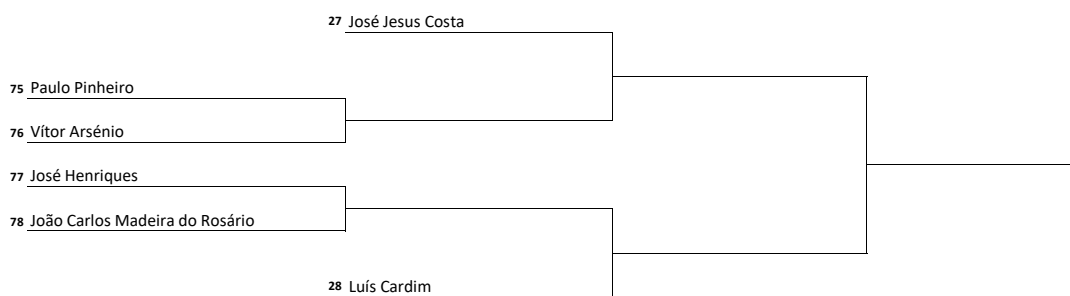 27 José Jesus Costa
75 Paulo Pinheiro
76 Vítor Arsénio
77 José Henriques
78 João Carlos Madeira do Rosário
28 Luís Cardim